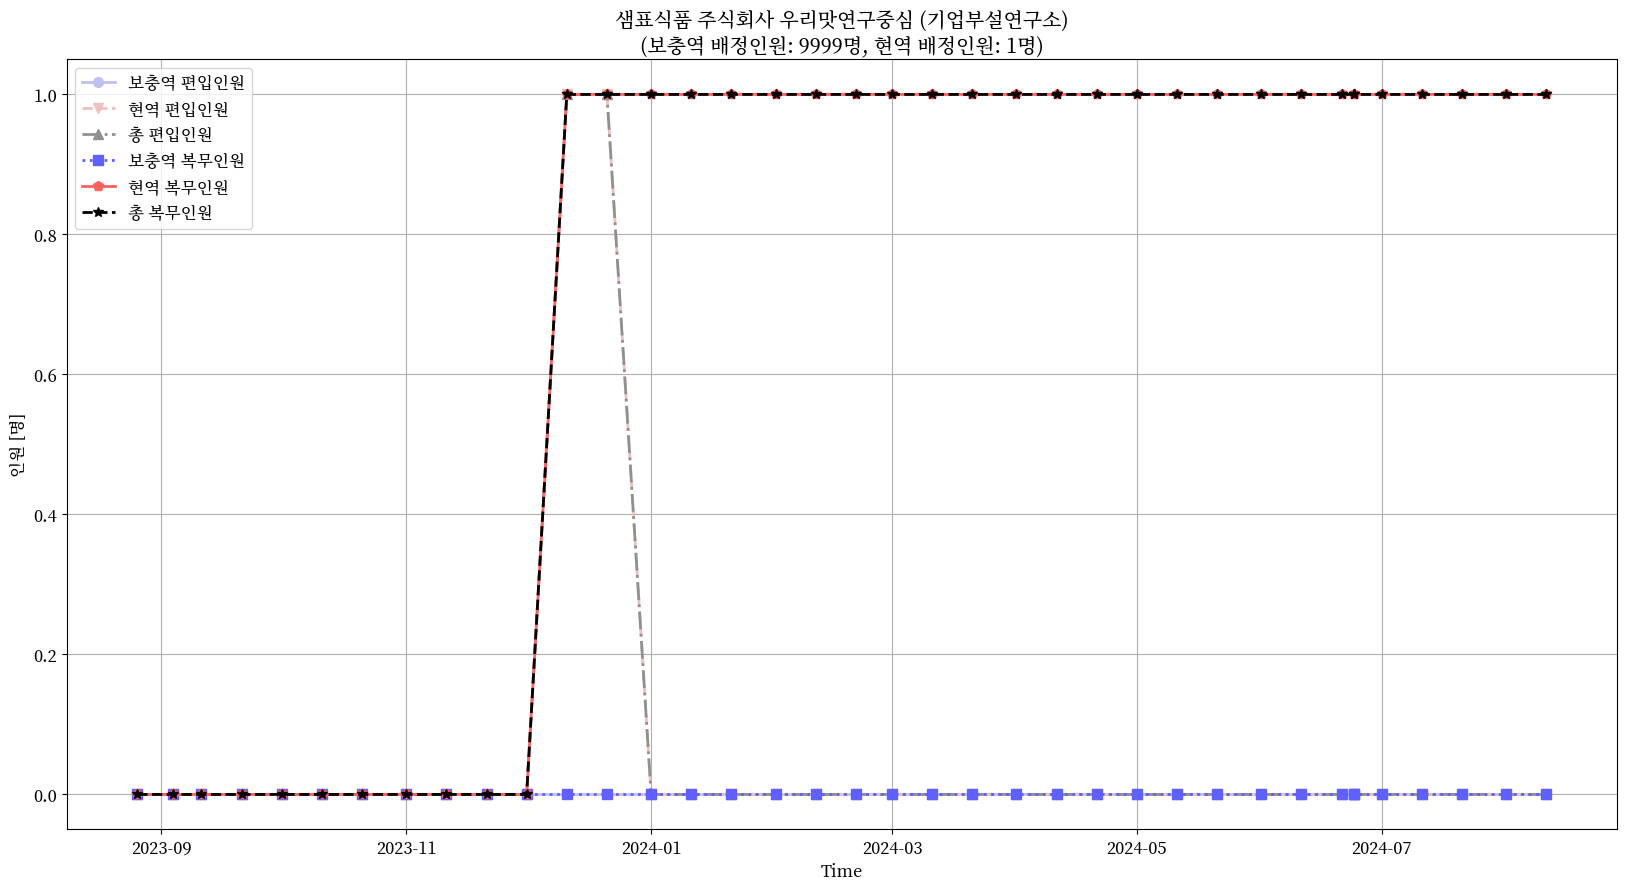 샘표식품 주식회사 우리맛연구중심 (기업부설연구소)
(보충역 배정인원: 9999명, 현역 배정인원: 1명)
보충역 편입인원
현역 편입인원
총 편입인원
보충역 복무인원
현역 복무인원
총 복무인원
인원 [명]
1.0
0.8
0.6
0.4
0.2
0.0
2023-09
2023-11
2024-01
2024-03
2024-05
2024-07
Time